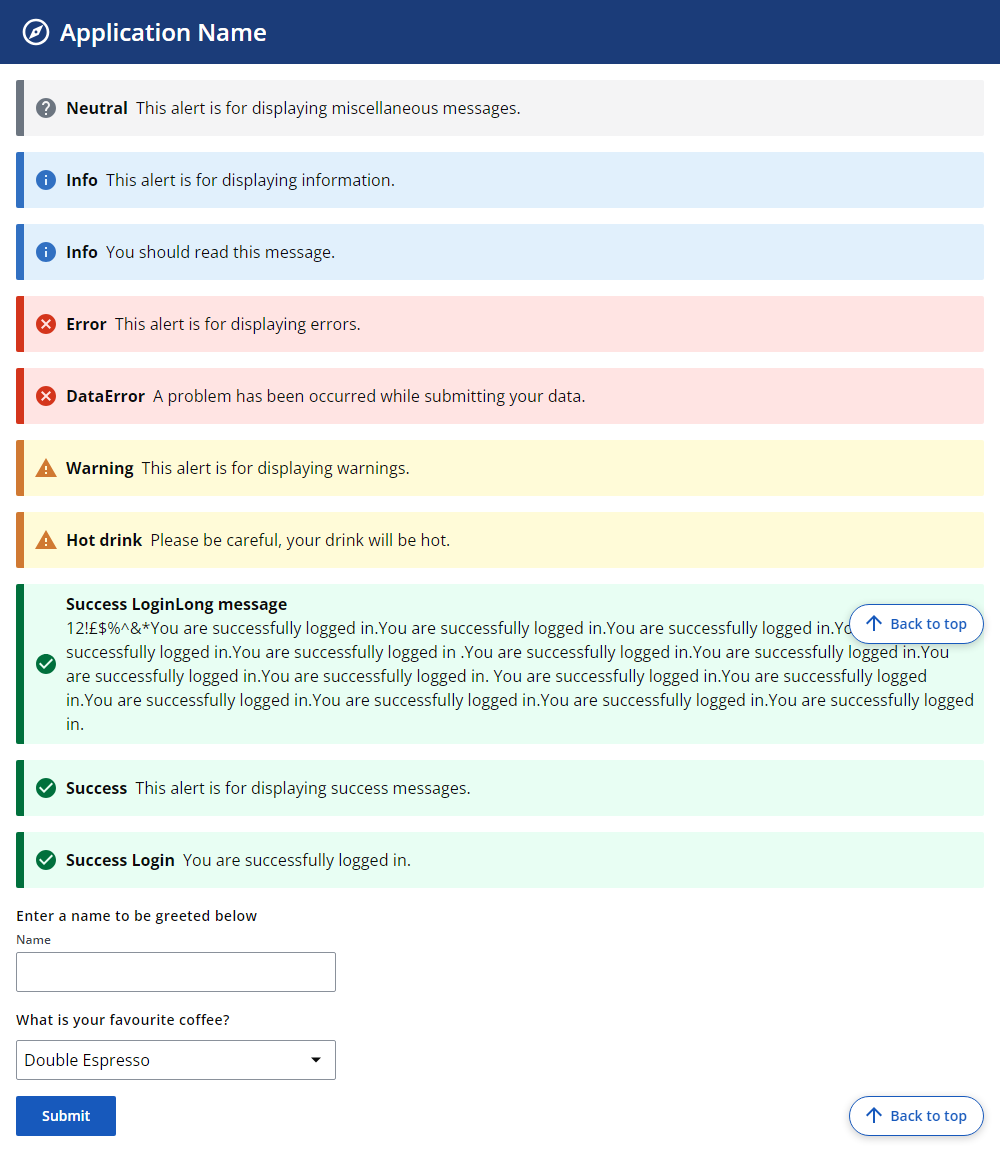 Application Name
Neutral This alert is for displaying miscellaneous messages.
Info This alert is for displaying information.
Info You should read this message.
Error This alert is for displaying errors.
DataError A problem has been occurred while submitting your data.
Warning This alert is for displaying warnings.
Hot drink Please be careful, your drink will be hot.
Success LoginLong message
12!£$%^&*You are successfully logged in.You are successfully logged in.You are successfully logged in.
Back to top
successfully logged in.You are successfully logged in .You are successfully logged in.You are successfully logged in.You
are successfully logged in.You are successfully logged in. You are successfully logged in.You are successfully logged
in.You are successfully logged in.You are successfully logged in.You are successfully logged in.You are successfully logged
in.
Success This alert is for displaying success messages.
Success Login You are successfully logged in.
Enter a name to be greeted below
Name
What is your favourite coffee?
Double Espresso
Submit
Back to top